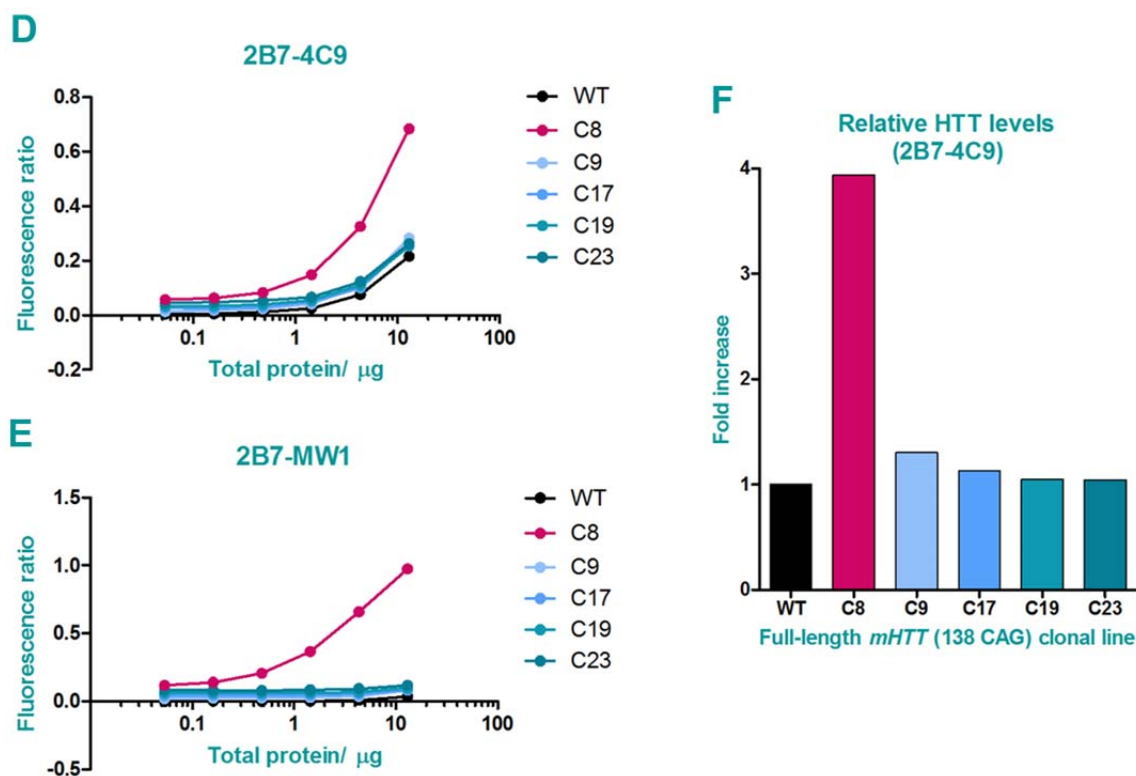 D
2B7-4C9
Fluorescence ratio
0.8
0.6
0.4
0.2
0.0
-0.2
0.1
1
10
100
Total protein/ μg
WT
C8
C9
C17
C19
C23
E
2B7-MW1
Fluorescence ratio
1.5
1.0
0.5
0.0
-0.5
0.1
1
10
100
Total protein/ μg
WT
C8
C9
C17
C19
C23
F
Relative HTT levels
(2B7-4C9)
Fold increase
4
3
2
1
0
WT C8 C9 C17 C19 C23
Full-length mHTT (138 CAG) clonal line